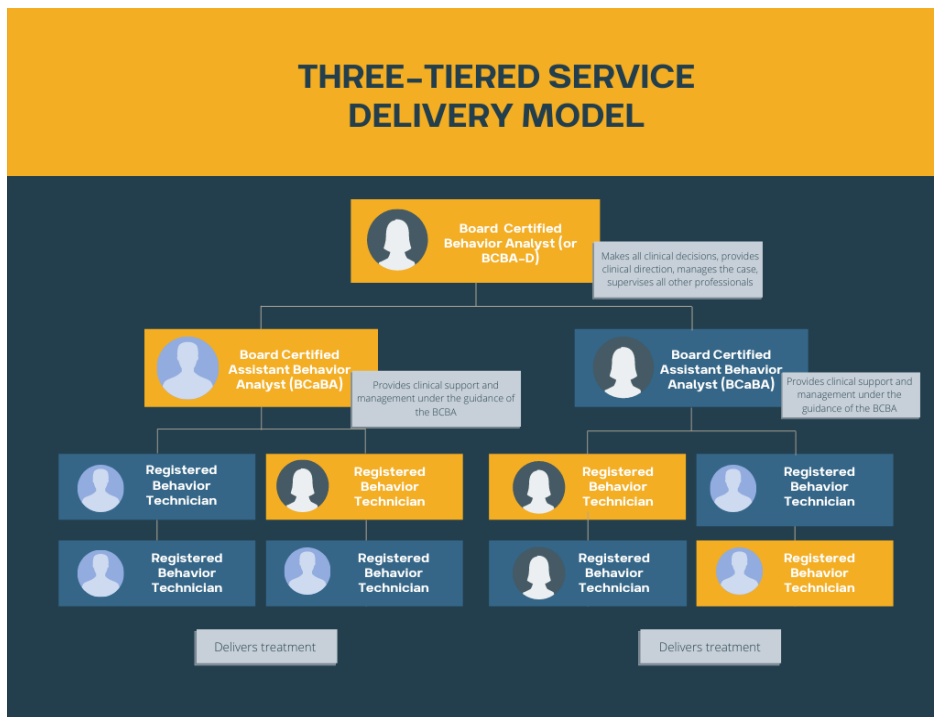 THREE-TIERED SERVICE
DELIVERY MODEL
Board Certified
Behavior Analyst (or
BCBA-D)
Makes all clinical decisions, provides
clinical direction, manages the case,
supervises all other professionals
Board Certified
Assistant Behavior
Analyst (BCaBA)
Provides clinical support and
management under the guidance of
the BCBA
Board Certified
Assistant Behavior
Analyst (BCaBA)
Provides clinical support and
management under the
guidance of the BCBA
Registered
Behavior
Technician
Registered
Behavior
Technician
Registered
Behavior
Technician
Registered
Behavior
Technician
Registered
Behavior
Technician
Registered
Behavior
Technician
Registered
Behavior
Technician
Registered
Behavior
Technician
Delivers treatment
Delivers treatment